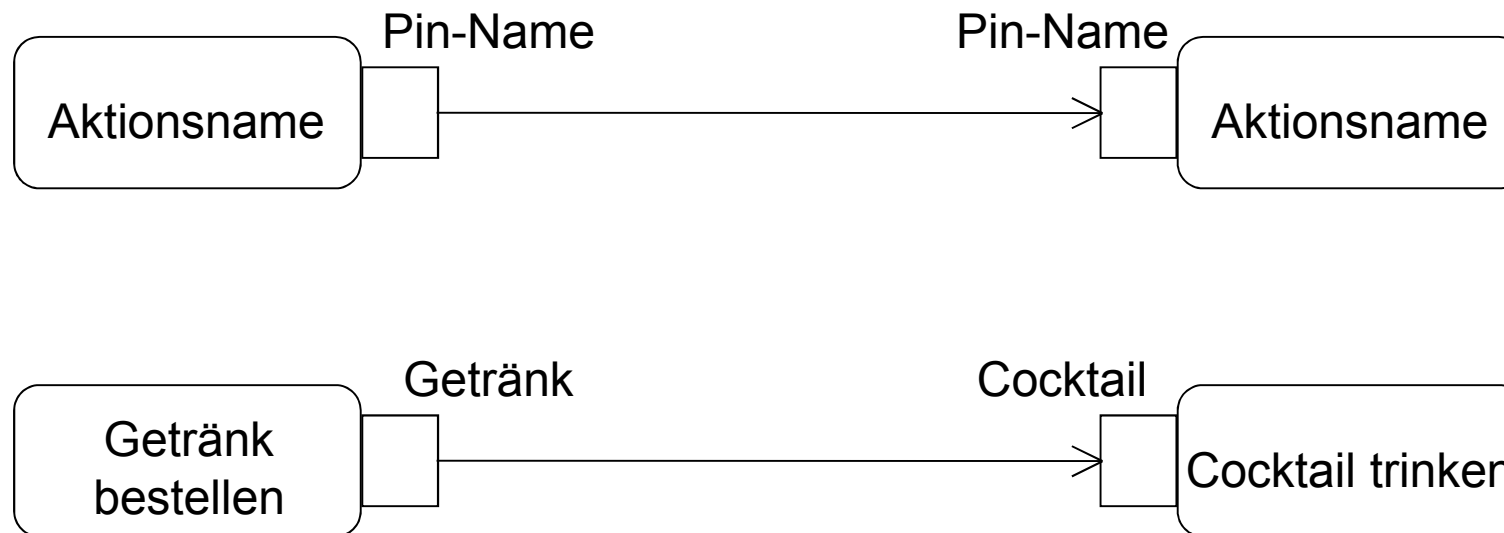 Pin-Name
Pin-Name
Aktionsname
Aktionsname
Getränk
Cocktail
Getränk
bestellen
Cocktail trinken